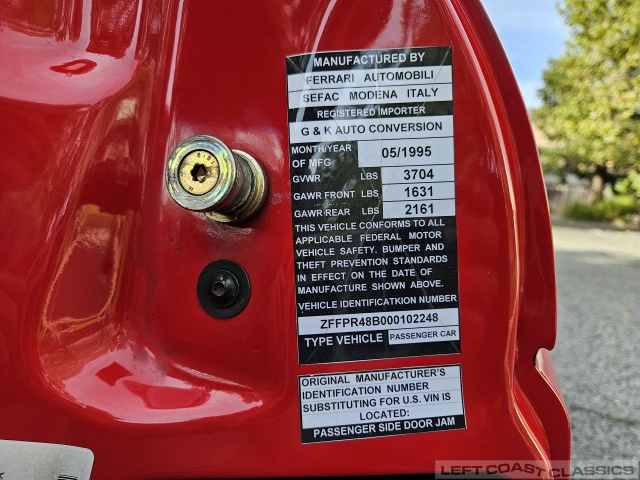 MANUFACTURED BY
FERRARI AUTOMOBILI
SEFAC MODENA ITALY
REGISTERED IMPORTER
G & K AUTO CONVERSION
MONTH/YEAR OF MFG 05/1995
GVWR LBS 3704
GAWR FRONT LBS 1631
GAWR REAR LBS 2161
THIS VEHICLE CONFORMS TO ALL
APPLICABLE FEDERAL MOTOR
VEHICLE SAFETY. BUMPER AND
THEFT PREVENTION STANDARDS
IN EFFECT ON THE DATE OF
MANUFACTURE SHOWN ABOVE.
VEHICLE IDENTICATION NUMBER
ZFFPR48B000102248
TYPE VEHICLE PASSENGER CAR
ORIGINAL MANUFACTURER'S
IDENTIFICATION NUMBER
SUBSTITUTING FOR U.S. VIN IS
LOCATED:
PASSENGER SIDE DOOR JAM
LEFT COAST CLASSICS